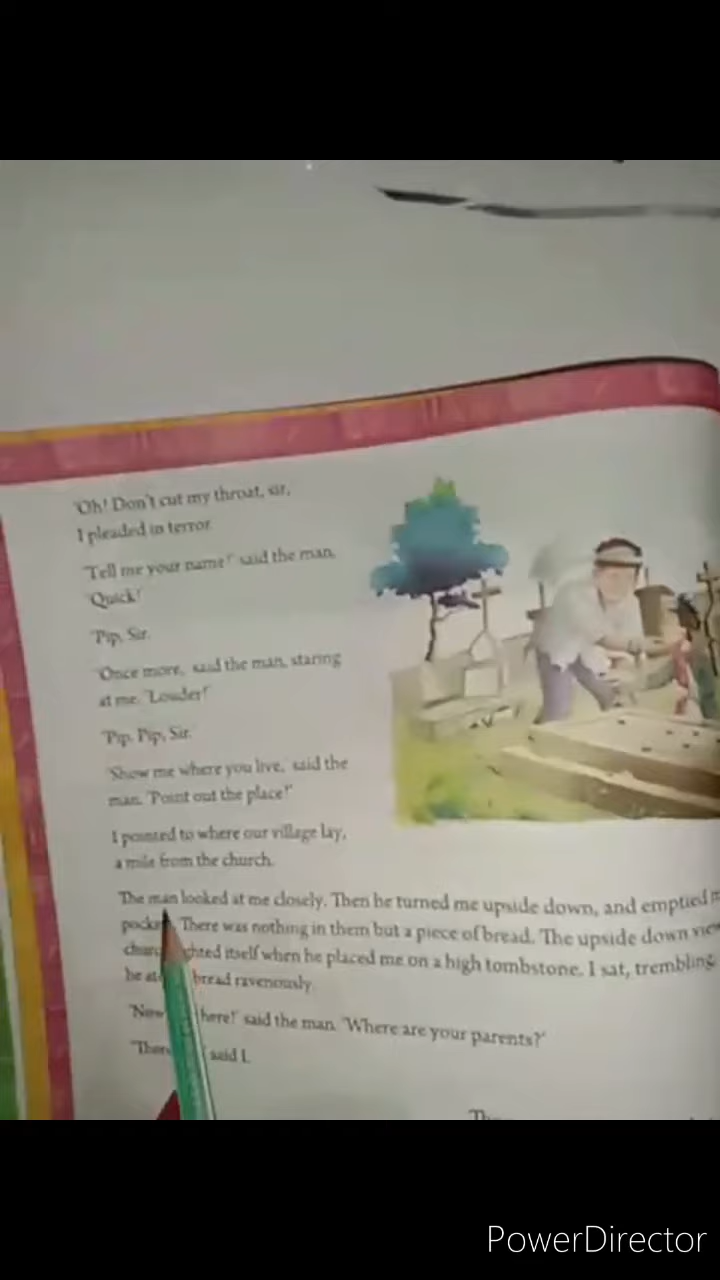 'Oh! Don't cut my throat, sir,
I pleaded in terror.
'Tell me your name!' said the man.
'Quick!'
'Pip, Sir.
'Once more,' said the man, staring
at me. 'Louder!'
'Pip. Pip, Sir.
'Show me where you live,' said the
man. 'Point out the place!'
I pointed to where our village lay,
a mile from the church.
The man looked at me closely. Then he turned me upside down, and emptied
There was nothing in them but a piece of bread. The upside down
itself when he placed me on a high tombstone. I sat, trembling
he bread ravenously.
'Now here!' said the man. 'Where are your parents?'
said I.
PowerDirector